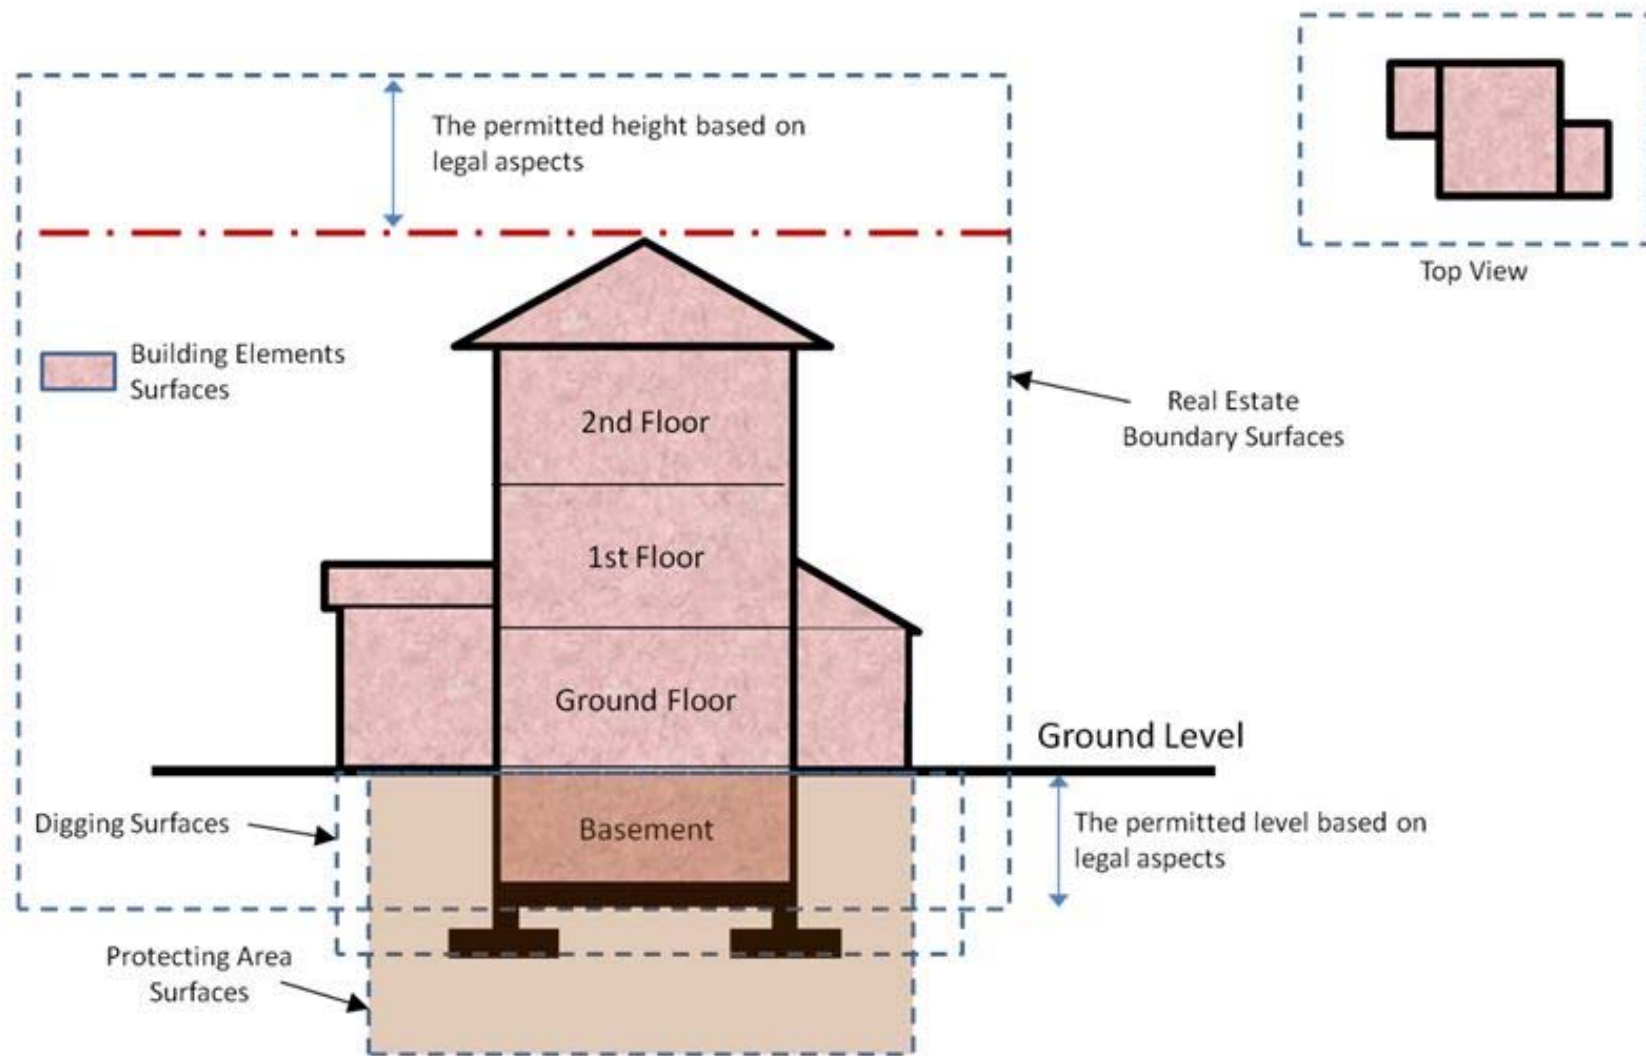 The permitted height based on
legal aspects
Top View
Building Elements
Surfaces
Real Estate
Boundary Surfaces
2nd Floor
1st Floor
Ground Floor
Ground Level
Digging Surfaces
Basement
The permitted level based on
legal aspects
Protecting Area
Surfaces